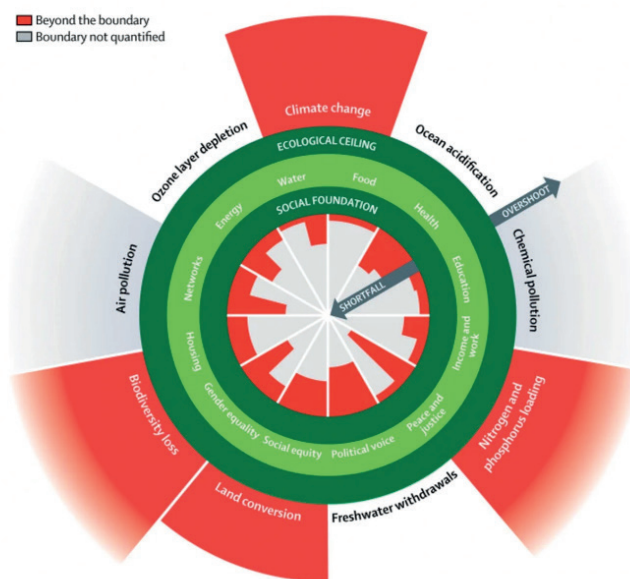 Beyond the boundary
Boundary not quantified
Climate change
Ozone layer depletion
Ocean acidification
ECOLOGICAL CEILING
Water
Food
Energy
Health
SOCIAL FOUNDATION
OVERSHOOT
Air pollution
Networks
SHORTFALL
Education
Chemical pollution
Housing
Income and
work
Gender equality
Social equity
Political voice
Peace and
justice
Biodiversity loss
Nitrogen and
phosphorus loading
Land conversion
Freshwater withdrawals